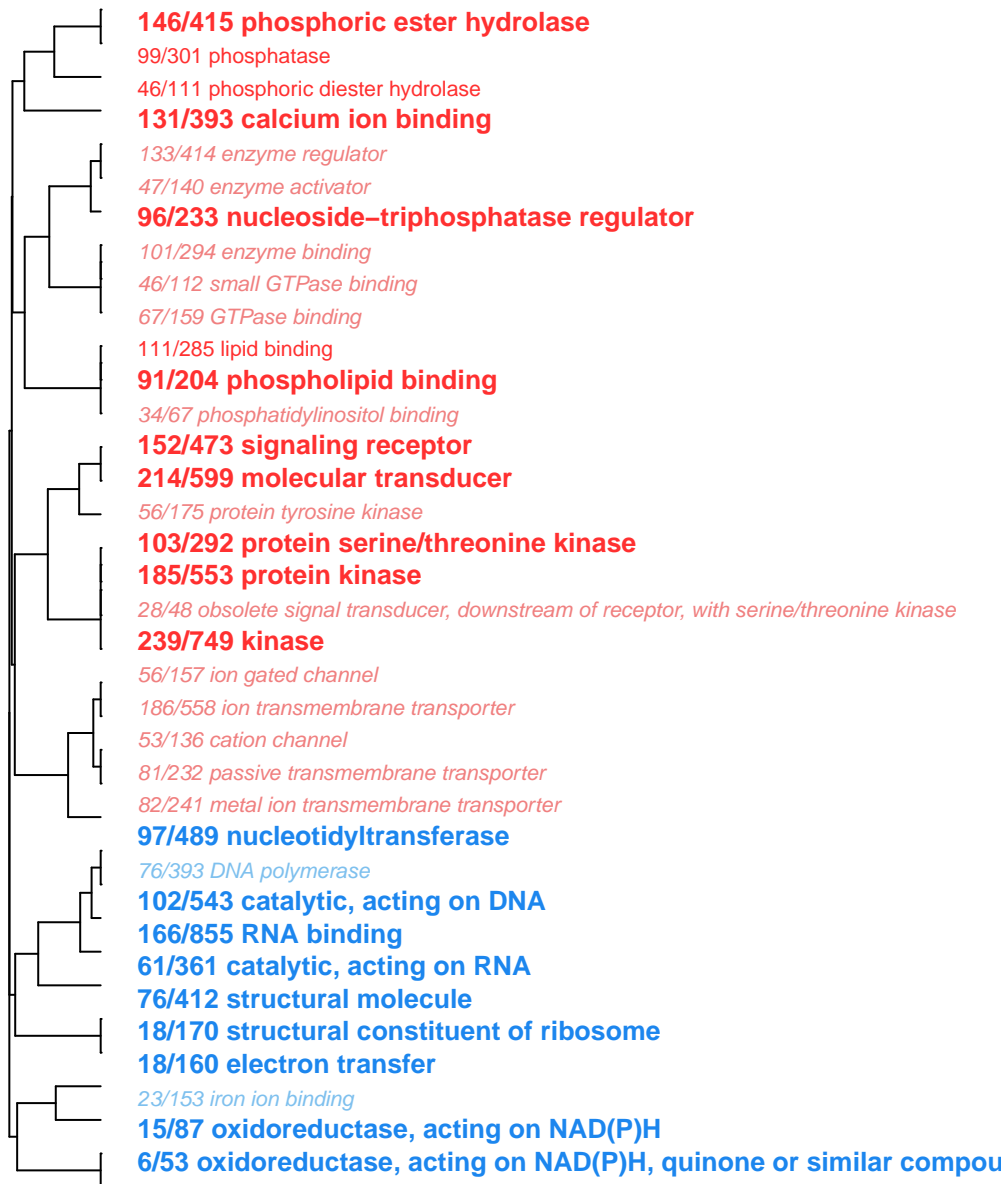 146/415 phosphoric ester hydrolase
99/301 phosphatase
46/111 phosphoric diester hydrolase
131/393 calcium ion binding
133/414 enzyme regulator
47/140 enzyme activator
96/233 nucleoside−triphosphatase regulator
101/294 enzyme binding
46/112 small GTPase binding
67/159 GTPase binding
111/285 lipid binding
91/204 phospholipid binding
34/67 phosphatidylinositol binding
152/473 signaling receptor
214/599 molecular transducer
56/175 protein tyrosine kinase
103/292 protein serine/threonine kinase
185/553 protein kinase
28/48 obsolete signal transducer, downstream of receptor, with serine/threonine kinase
239/749 kinase
56/157 ion gated channel
186/558 ion transmembrane transporter
53/136 cation channel
81/232 passive transmembrane transporter
82/241 metal ion transmembrane transporter
97/489 nucleotidyltransferase
76/393 DNA polymerase
102/543 catalytic, acting on DNA
166/855 RNA binding
61/361 catalytic, acting on RNA
76/412 structural molecule
18/170 structural constituent of ribosome
18/160 electron transfer
23/153 iron ion binding
15/87 oxidoreductase, acting on NAD(P)H
6/53 oxidoreductase, acting on NAD(P)H, quinone or similar compou